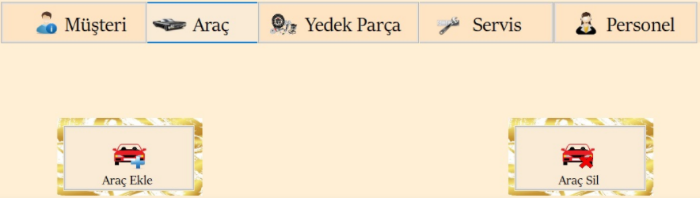 Müşteri Araç Yedek Parça Servis Personel
Araç Ekle Araç Sil